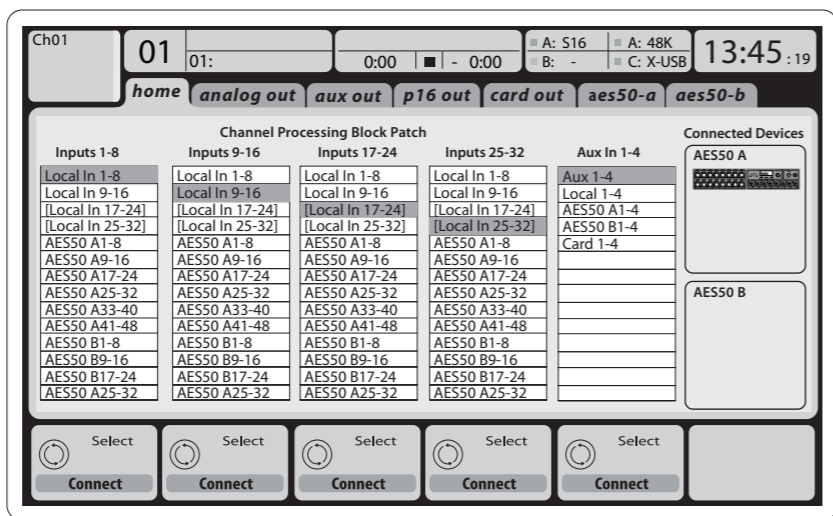 Ch01
01 01: 0:00 - 0:00 A: S16 A: 48K 13:45 :19
B: - C: X-USB
home analog out aux out p16 out card out aes50-a aes50-b
Channel Processing Block Patch Connected Devices
Inputs 1-8 Inputs 9-16 Inputs 17-24 Inputs 25-32 Aux In 1-4 AES50 A
Local In 1-8 Local In 1-8 Local In 1-8 Local In 1-8 Aux 1-4
Local In 9-16 Local In 9-16 Local In 9-16 Local In 9-16 Local 1-4
[Local In 17-24] [Local In 17-24] [Local In 17-24] [Local In 17-24] AES50 A1-4
[Local In 25-32] [Local In 25-32] [Local In 25-32] [Local In 25-32] AES50 B1-4
AES50 A1-8 AES50 A1-8 AES50 A1-8 AES50 A1-8 Card 1-4
AES50 A9-16 AES50 A9-16 AES50 A9-16 AES50 A9-16
AES50 A17-24 AES50 A17-24 AES50 A17-24 AES50 A17-24
AES50 A25-32 AES50 A25-32 AES50 A25-32 AES50 A25-32 AES50 B
AES50 A33-40 AES50 A33-40 AES50 A33-40 AES50 A33-40
AES50 A41-48 AES50 A41-48 AES50 A41-48 AES50 A41-48
AES50 B1-8 AES50 B1-8 AES50 B1-8 AES50 B1-8
AES50 B9-16 AES50 B9-16 AES50 B9-16 AES50 B9-16
AES50 B17-24 AES50 B17-24 AES50 B17-24 AES50 B17-24
AES50 A25-32 AES50 A25-32 AES50 A25-32 AES50 A25-32
Select Select Select Select Select
Connect Connect Connect Connect Connect